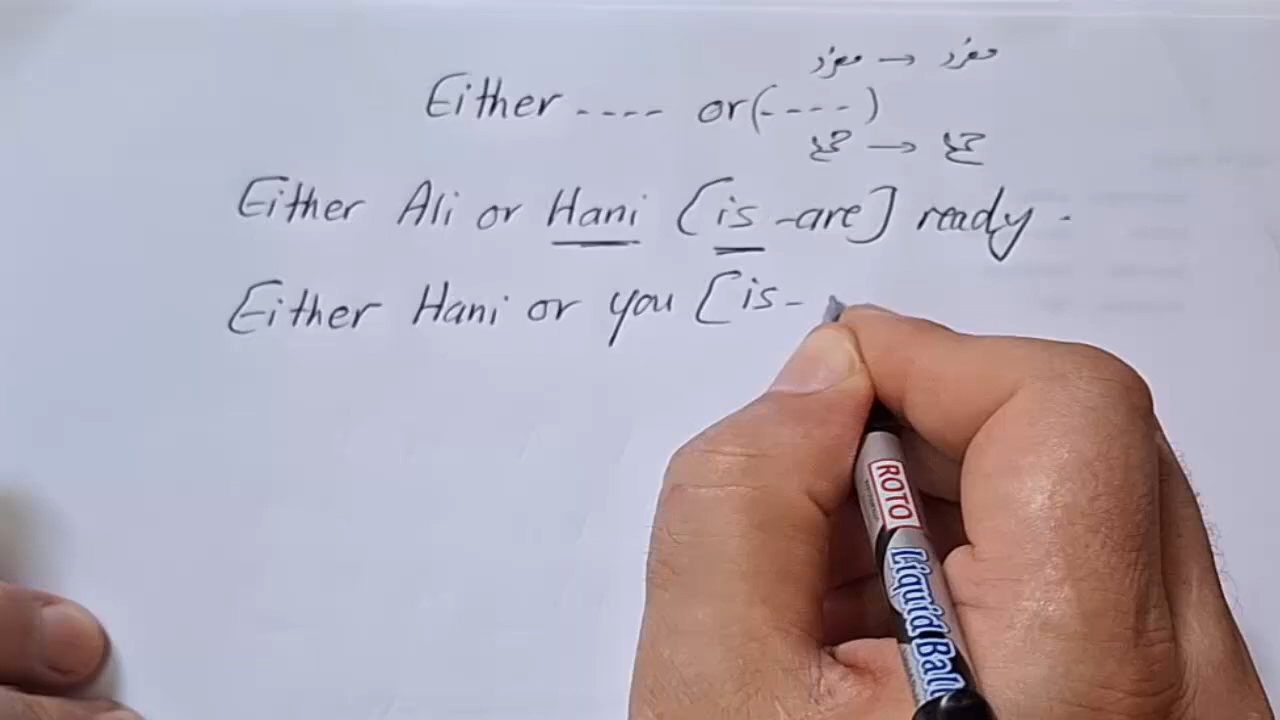 مفرد → مفرد
Either ---- or (----)
جمع → جمع
Either Ali or Hani [is - are] ready.
Either Hani or you [is -
ROTO
Liquid Ball